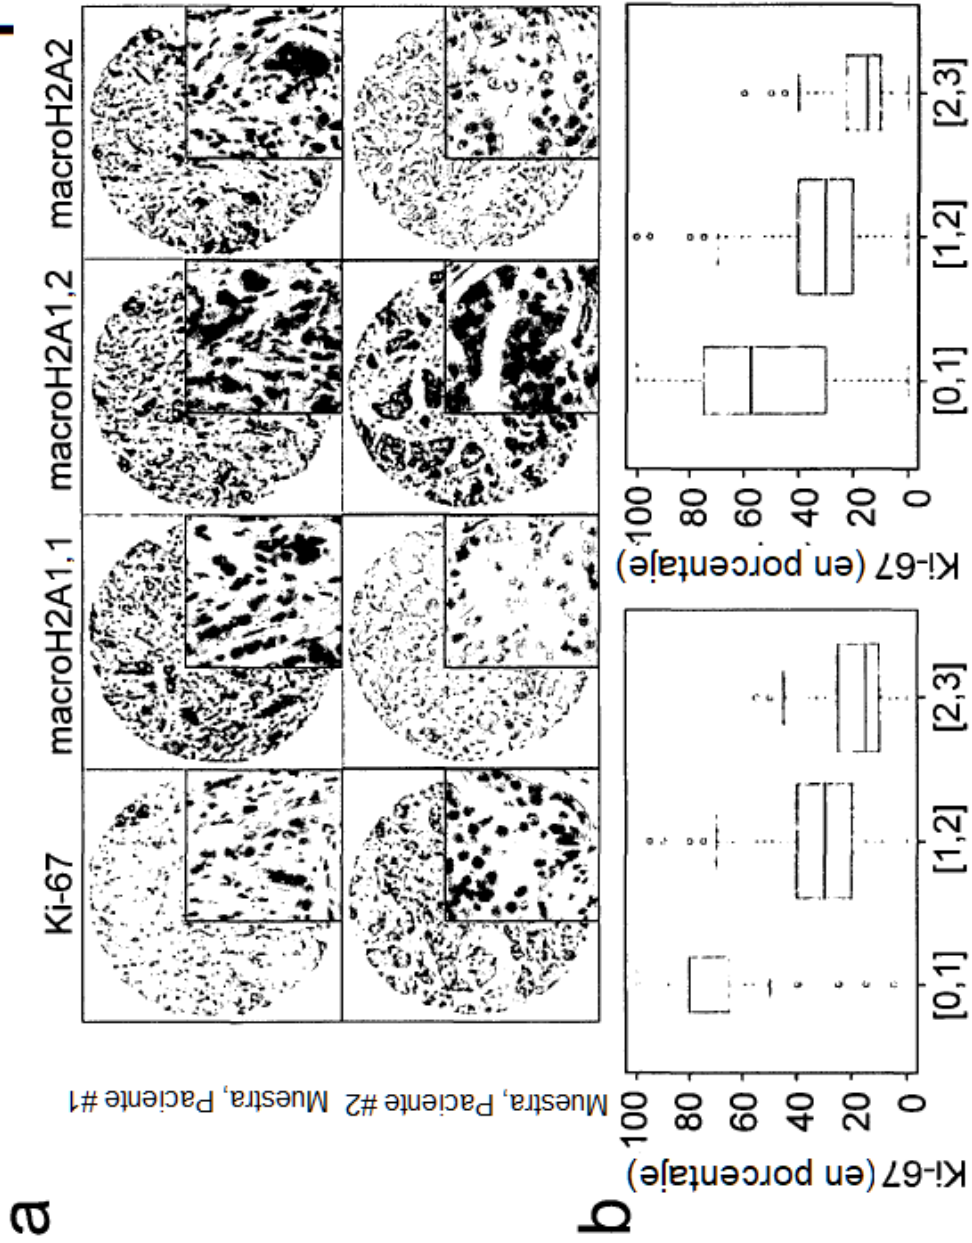 a
Ki-67 macroH2A1,1 macroH2A1,2 macroH2A2
Muestra, Paciente #1
Muestra, Paciente #2
b
Ki-67 (en porcentaje)
100
80
60
40
20
0
[0,1] [1,2] [2,3]
Ki-67 (en porcentaje)
100
80
60
40
20
0
[0,1] [1,2] [2,3]